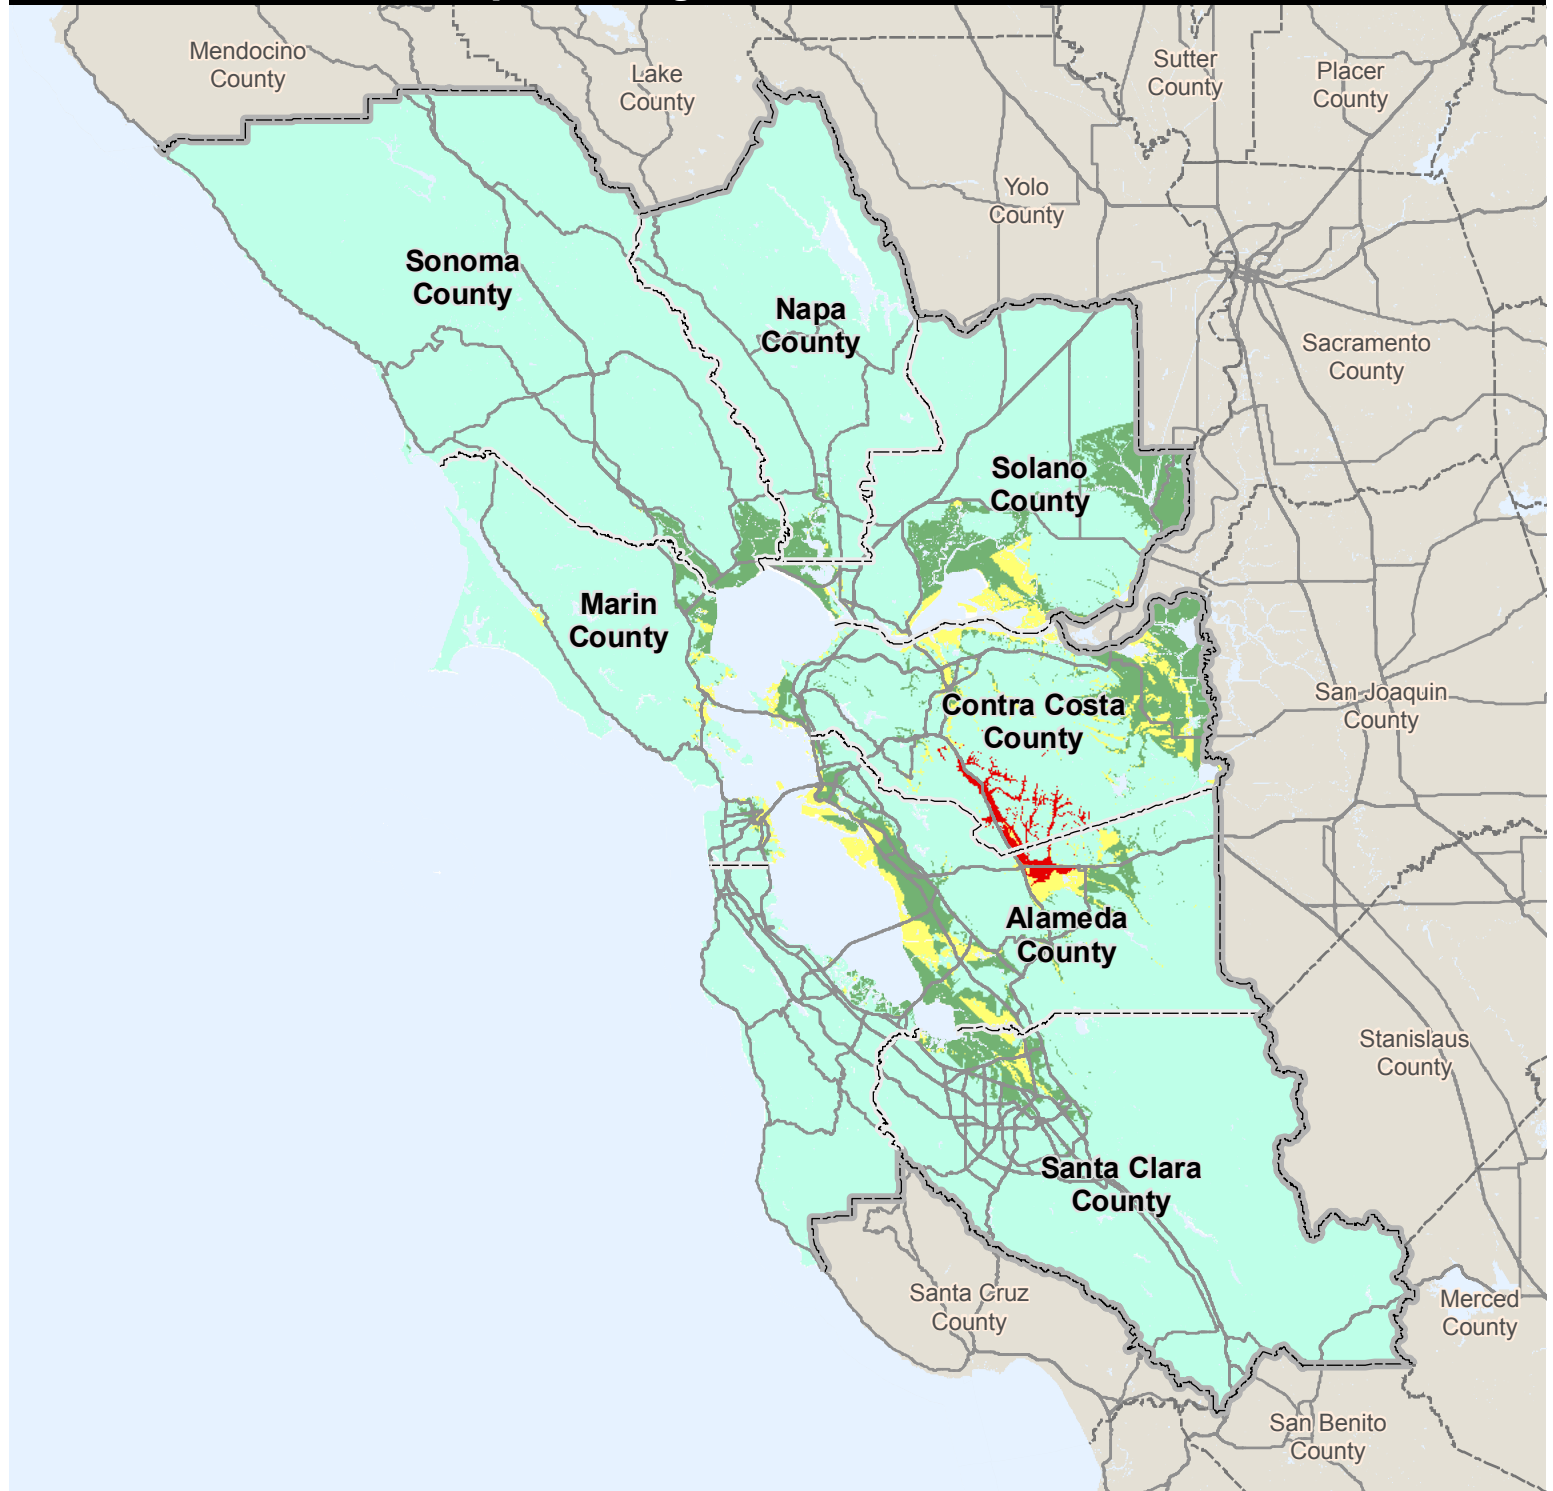 Mendocino
County
Lake
County
Sutter
County
Placer
County
Yolo
County
Sonoma
County
Napa
County
Sacramento
County
Solano
County
Marin
County
Contra Costa
County
San Joaquin
County
Alameda
County
Stanislaus
County
Santa Clara
County
Santa Cruz
County
Merced
County
San Benito
County